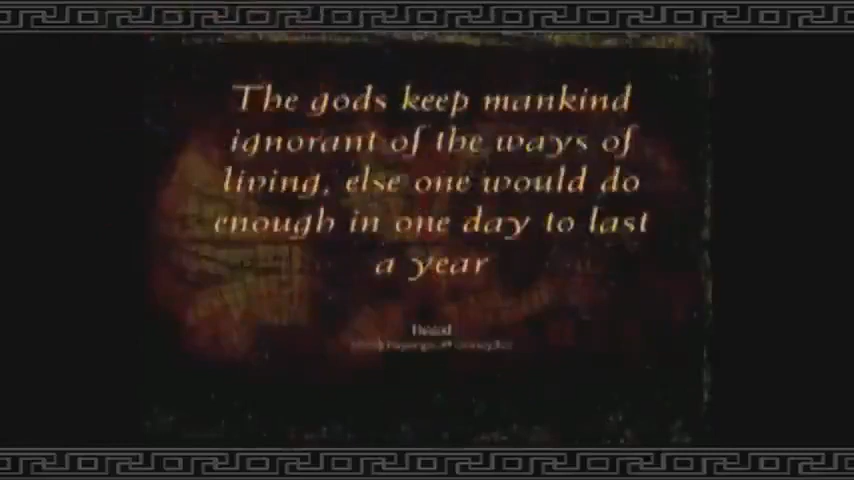 The gods keep mankind
ignorant of the ways of
living, else one would do
enough in one day to last
a year
Hesiod